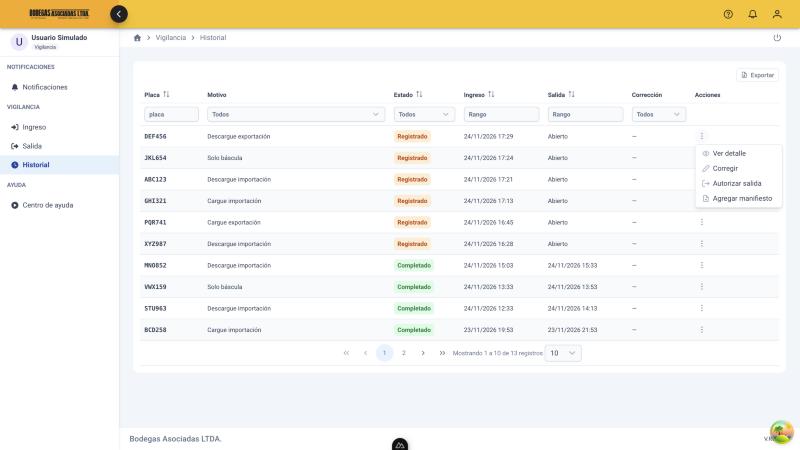 BODEGAS ASOCIADAS LTDA.
U
Usuario Simulado
Vigilancia
Vigilancia
Historial
NOTIFICACIONES
Notificaciones
VIGILANCIA
Ingreso
Salida
Historial
AYUDA
Centro de ayuda
Exportar
Placa Motivo Estado Ingreso Salida Corrección Acciones
placa Todos Todos Rango Rango Todos
DEF456 Descargue exportación Registrado 24/11/2026 17:29 Abierto —
JKL654 Solo báscula Registrado 24/11/2026 17:24 Abierto —
ABC123 Descargue importación Registrado 24/11/2026 17:21 Abierto —
GHI321 Cargue importación Registrado 24/11/2026 17:13 Abierto —
PQR741 Cargue exportación Registrado 24/11/2026 16:45 Abierto —
XYZ987 Descargue importación Registrado 24/11/2026 16:28 Abierto —
MNO852 Descargue importación Completado 24/11/2026 15:03 24/11/2026 15:33 —
VWX159 Solo báscula Completado 24/11/2026 13:33 24/11/2026 13:53 —
STU963 Descargue importación Completado 24/11/2026 12:33 24/11/2026 14:13 —
BCD258 Cargue importación Completado 23/11/2026 19:53 23/11/2026 21:53 —
Ver detalle
Corregir
Autorizar salida
Agregar manifiesto
1 2 Mostrando 1 a 10 de 13 registros 10
Bodegas Asociadas LTDA.